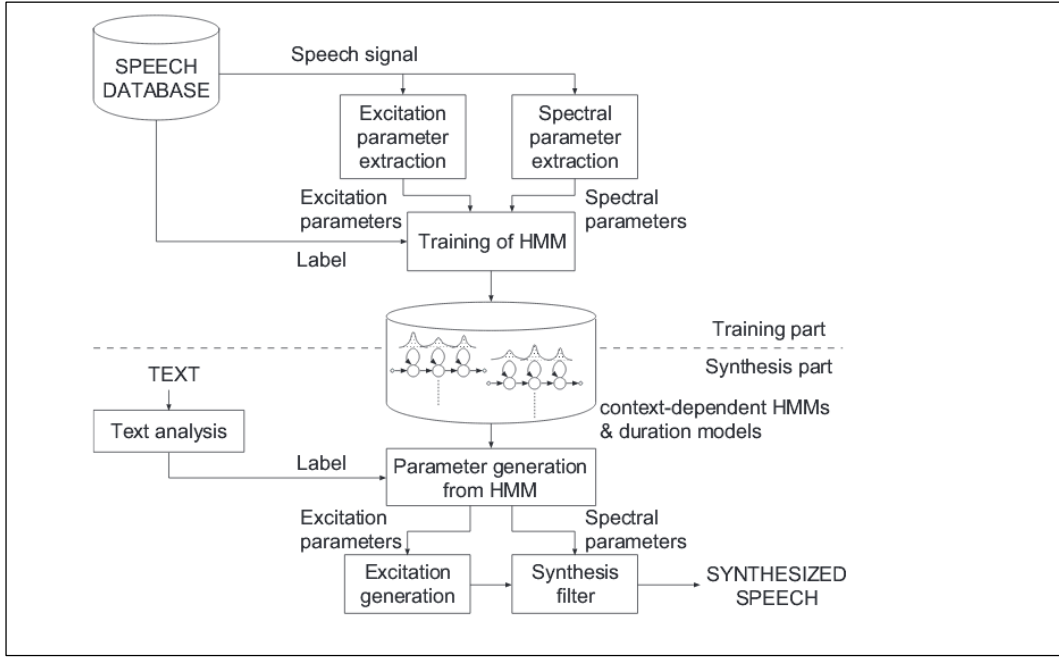 SPEECH
DATABASE
Speech signal
Excitation
parameter
extraction
Spectral
parameter
extraction
Excitation
parameters
Spectral
parameters
Training of HMM
Label
Training part
Synthesis part
TEXT
context-dependent HMMs
& duration models
Text analysis
Label
Parameter generation
from HMM
Excitation
parameters
Spectral
parameters
Excitation
generation
Synthesis
filter
SYNTHESIZED
SPEECH